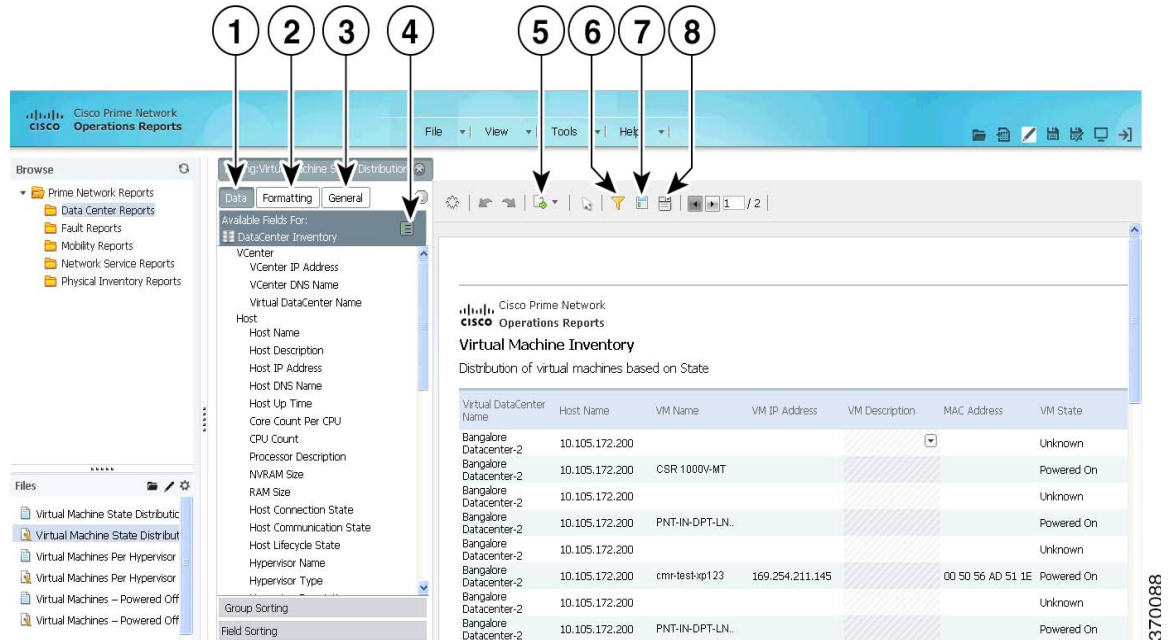 1 2 3 4 5 6 7 8
Cisco Prime Network
CISCO Operations Reports
File View Tools Help
Browse
Prime Network Reports
Data Center Reports
Fault Reports
Mobility Reports
Network Service Reports
Physical Inventory Reports
Files
Virtual Machine State Distributic
Virtual Machine State Distribut
Virtual Machines Per Hypervisor
Virtual Machines Per Hypervisor
Virtual Machines – Powered Off
Virtual Machines – Powered Off
Distribution
Data Formatting General
Available Fields For:
DataCenter Inventory
VCenter
VCenter IP Address
VCenter DNS Name
Virtual DataCenter Name
Host
Host Name
Host Description
Host IP Address
Host DNS Name
Host Up Time
Core Count Per CPU
CPU Count
Processor Description
NVRAM Size
RAM Size
Host Connection State
Host Communication State
Host Lifecycle State
Hypervisor Name
Hypervisor Type
Group Sorting
Field Sorting
1 / 2
Cisco Prime Network
CISCO Operations Reports
Virtual Machine Inventory
Distribution of virtual machines based on State
Virtual DataCenter Name Host Name VM Name VM IP Address VM Description MAC Address VM State
Bangalore Datacenter-2 10.105.172.200 Unknown
Bangalore Datacenter-2 10.105.172.200 CSR 1000V-MT Powered On
Bangalore Datacenter-2 10.105.172.200 Unknown
Bangalore Datacenter-2 10.105.172.200 PNT-IN-DPT-LN.. Powered On
Bangalore Datacenter-2 10.105.172.200 Unknown
Bangalore Datacenter-2 10.105.172.200 cmr-test-xp123 169.254.211.145 00 50 56 AD 51 1E Powered On
Bangalore Datacenter-2 10.105.172.200 Unknown
Bangalore Datacenter-2 10.105.172.200 PNT-IN-DPT-LN.. Powered On
370088